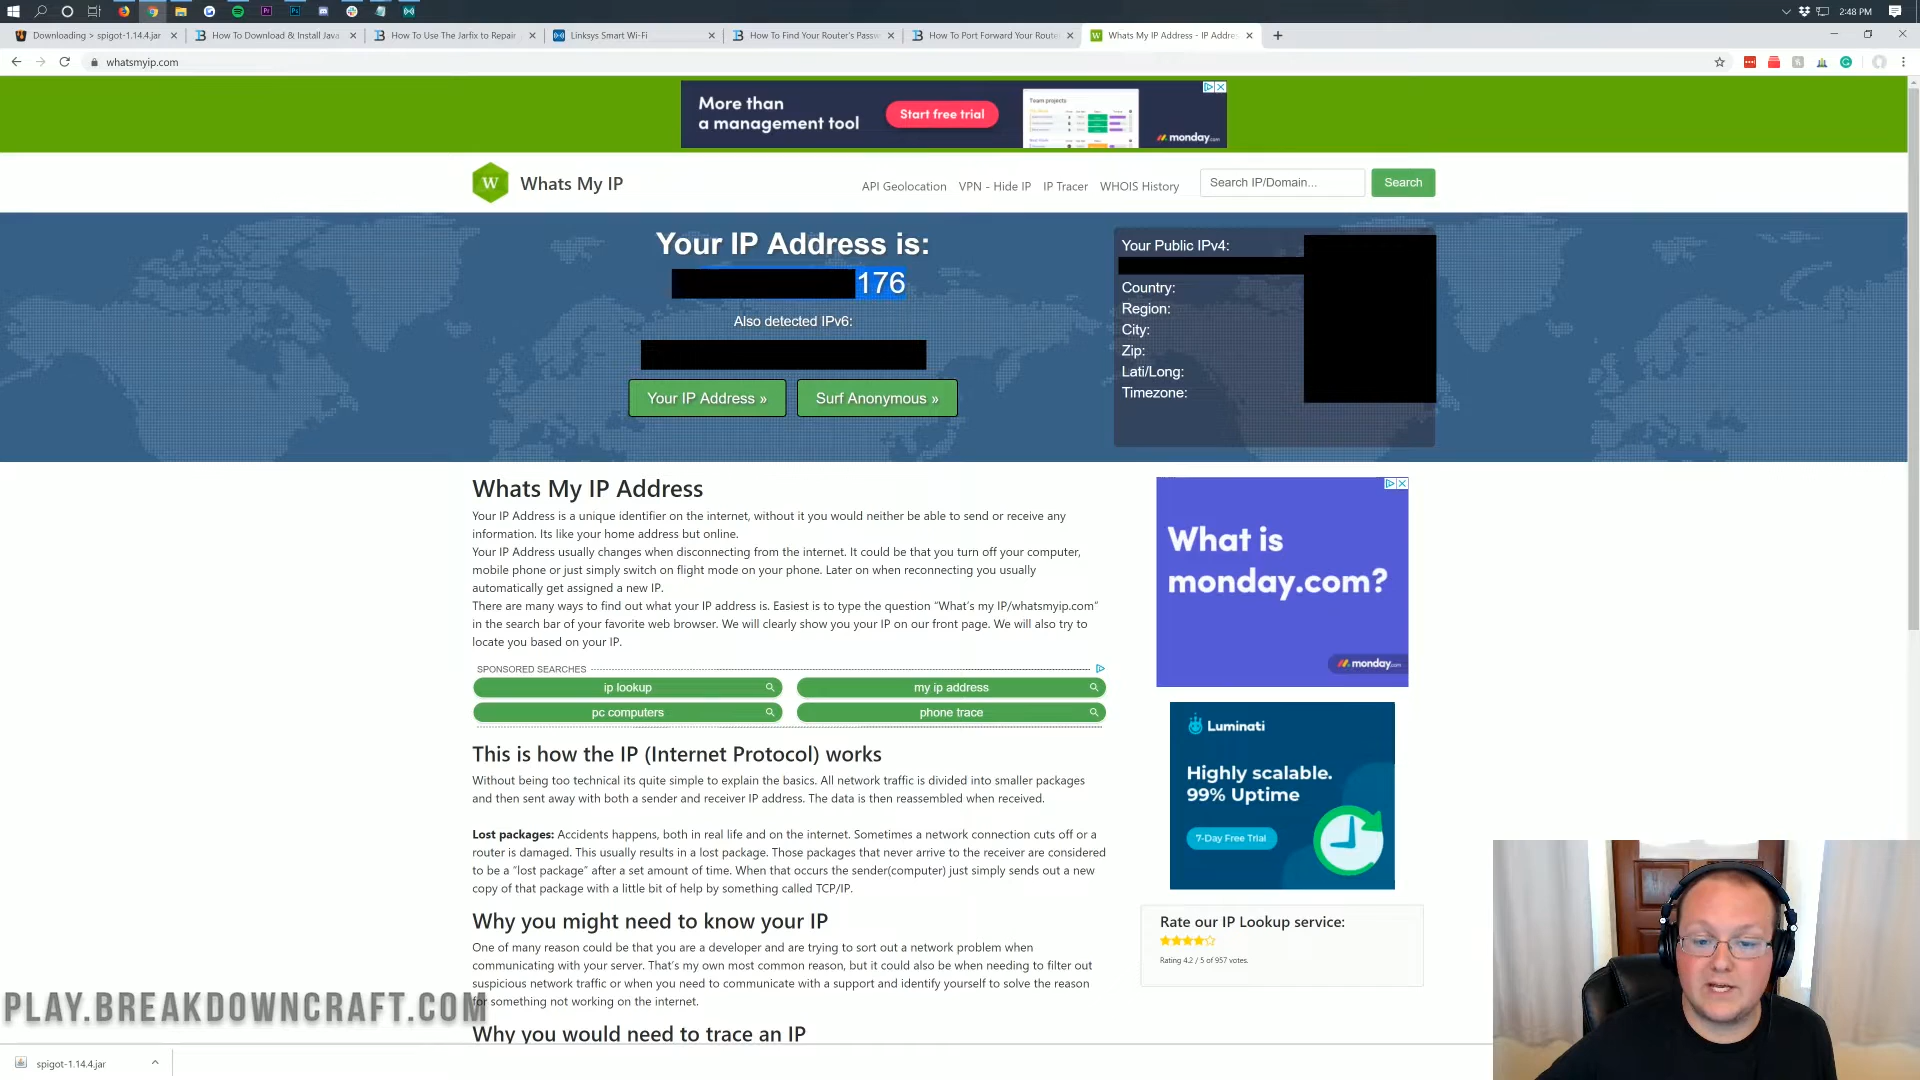 2:48 PM
Downloading > spigot-1.14.4.jar
How To Download & Install Java
How To Use The Jarfix to Repair
Linksys Smart Wi-Fi
How To Find Your Router's Passw
How To Port Forward Your Route
Whats My IP Address - IP Addre
whatsmyip.com
More than
a management tool
Start free trial
Team projects
monday.com
W
Whats My IP
API Geolocation
VPN - Hide IP
IP Tracer
WHOIS History
Search IP/Domain...
Search
Your IP Address is:
176
Also detected IPv6:
Your IP Address »
Surf Anonymous »
Your Public IPv4:
Country:
Region:
City:
Zip:
Lati/Long:
Timezone:
Whats My IP Address
Your IP Address is a unique identifier on the internet, without it you would neither be able to send or receive any
information. Its like your home address but online.
Your IP Address usually changes when disconnecting from the internet. It could be that you turn off your computer,
mobile phone or just simply switch on flight mode on your phone. Later on when reconnecting you usually
automatically get assigned a new IP.
There are many ways to find out what your IP address is. Easiest is to type the question "What's my IP/whatsmyip.com"
in the search bar of your favorite web browser. We will clearly show you your IP on our front page. We will also try to
locate you based on your IP.
SPONSORED SEARCHES
ip lookup
my ip address
pc computers
phone trace
This is how the IP (Internet Protocol) works
Without being too technical its quite simple to explain the basics. All network traffic is divided into smaller packages
and then sent away with both a sender and receiver IP address. The data is then reassembled when received.
Lost packages: Accidents happens, both in real life and on the internet. Sometimes a network connection cuts off or a
router is damaged. This usually results in a lost package. Those packages that never arrive to the receiver are considered
to be a "lost package" after a set amount of time. When that occurs the sender(computer) just simply sends out a new
copy of that package with a little bit of help by something called TCP/IP.
Why you might need to know your IP
One of many reason could be that you are a developer and are trying to sort out a network problem when
communicating with your server. That's my own most common reason, but it could also be when needing to filter out
suspicious network traffic or when you need to communicate with a support and identify yourself to solve the reason
for something not working on the internet.
Why you would need to trace an IP
What is
monday.com?
monday.com
Luminati
Highly scalable.
99% Uptime
7-Day Free Trial
Rate our IP Lookup service:
Rating 4.2 / 5 of 957 votes.
PLAY.BREAKDOWNCRAFT.COM
spigot-1.14.4.jar